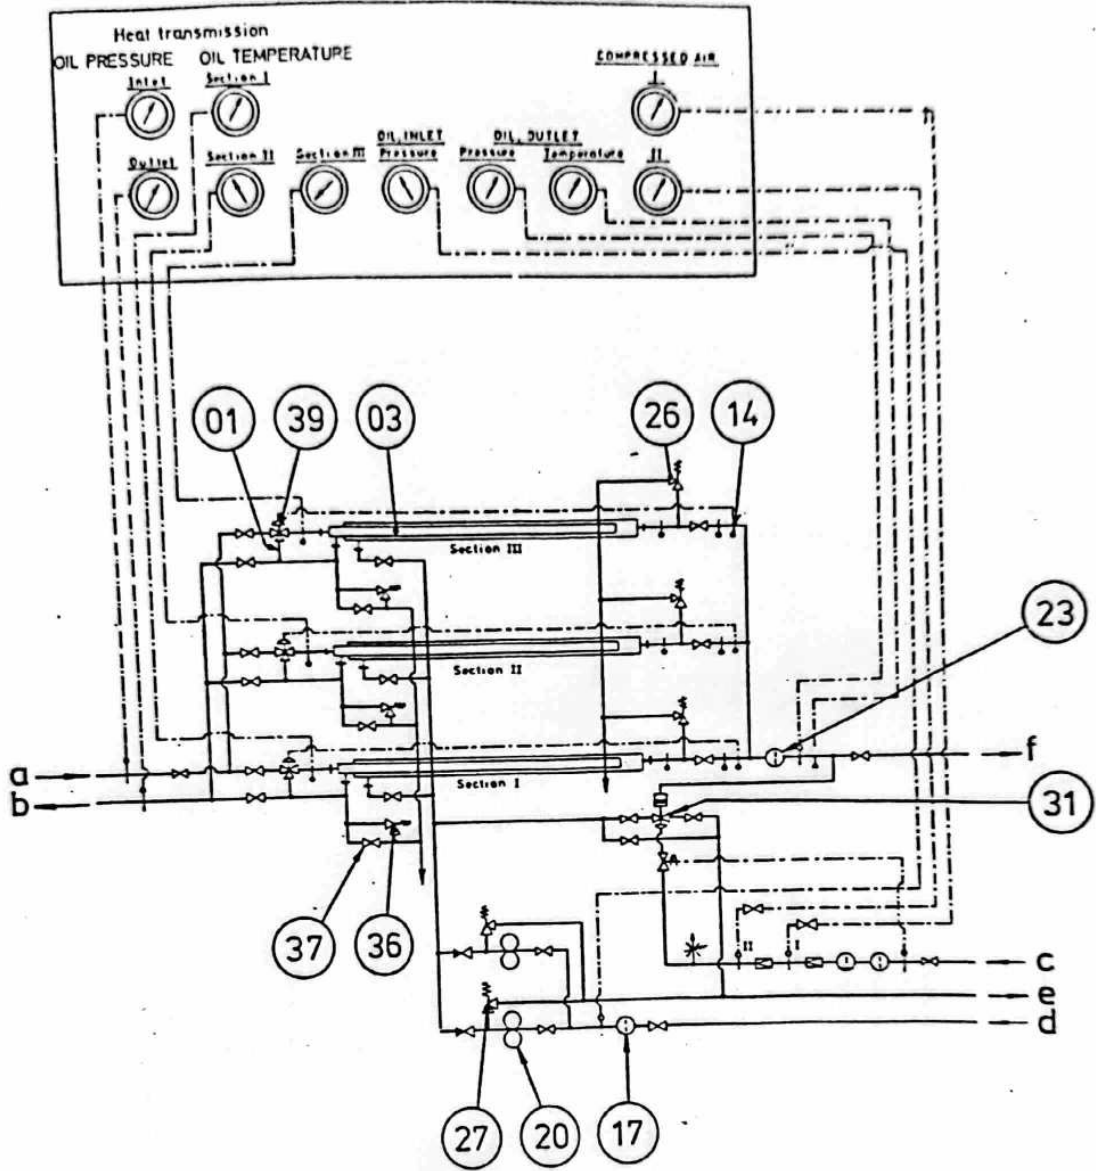 Heat transmission
OIL PRESSURE OIL TEMPERATURE
COMPRESSED AIR
Inlet Section I I
Outlet Section II Section III OIL, INLET Pressure OIL, OUTLET Pressure Temperature II
01 39 03 26 14
Section III
23
Section II
a f
Section I
b
31
37 36
II I
c
e
d
27 20 17